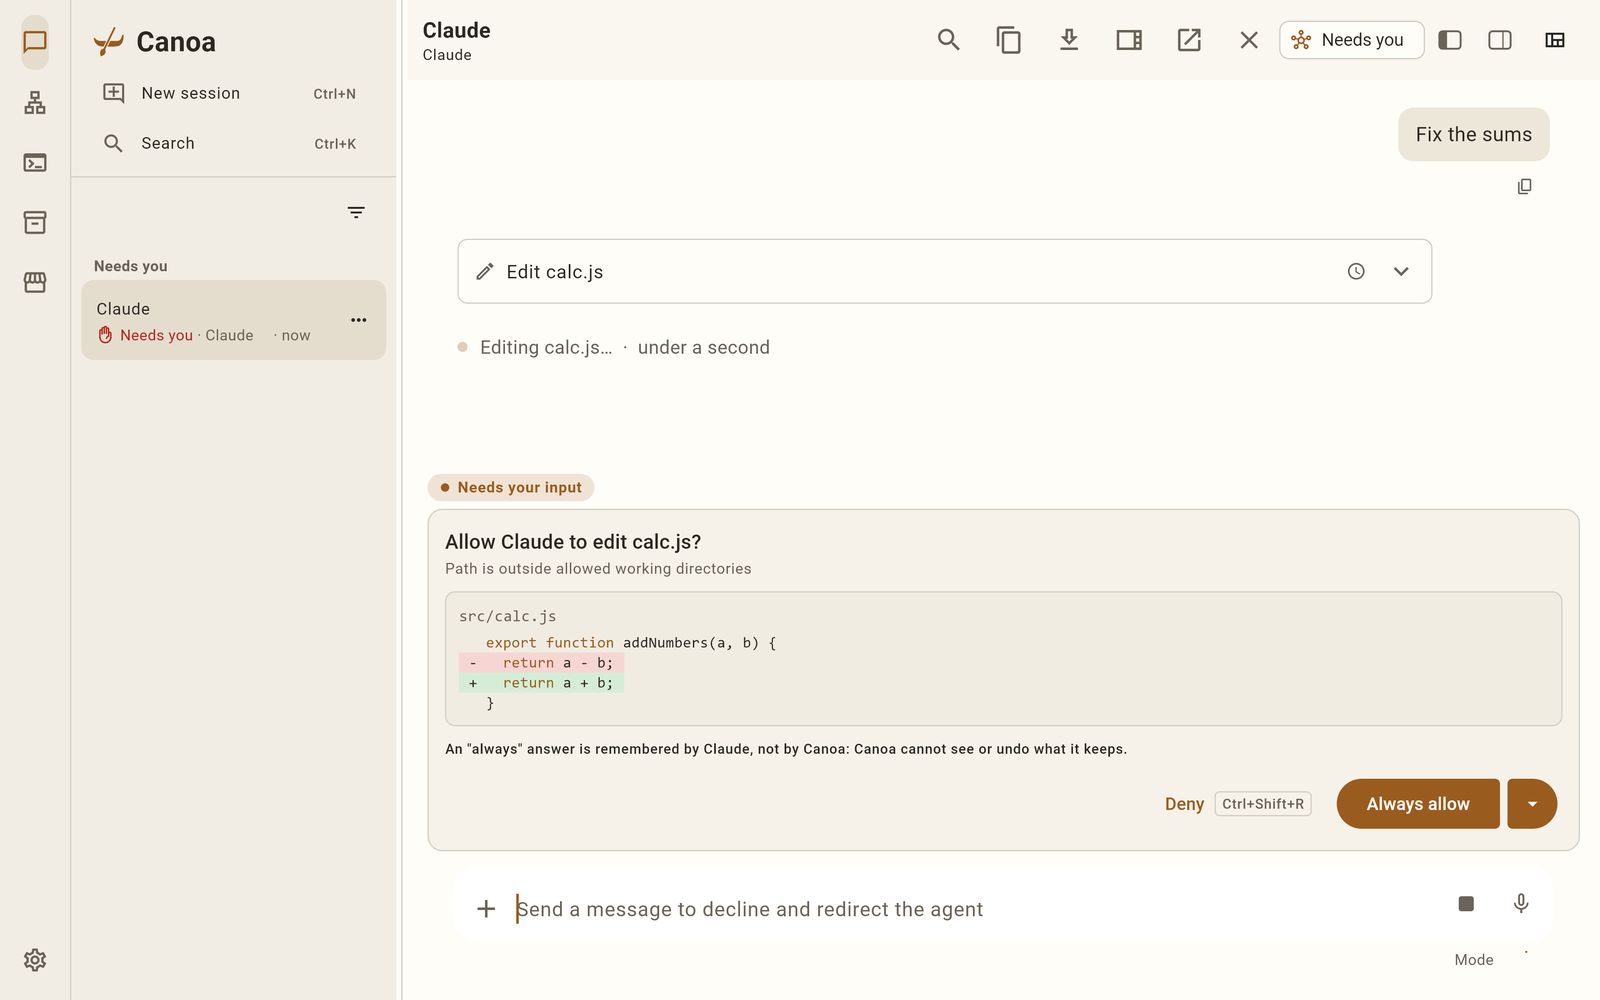 Canoa
New session Ctrl+N
Search Ctrl+K
Needs you
Claude
Needs you · Claude · now
Claude
Claude
Needs you
Fix the sums
Edit calc.js
Editing calc.js… · under a second
Needs your input
Allow Claude to edit calc.js?
Path is outside allowed working directories
src/calc.js
export function addNumbers(a, b) {
- return a - b;
+ return a + b;
}
An "always" answer is remembered by Claude, not by Canoa: Canoa cannot see or undo what it keeps.
Deny Ctrl+Shift+R Always allow
Send a message to decline and redirect the agent
Mode